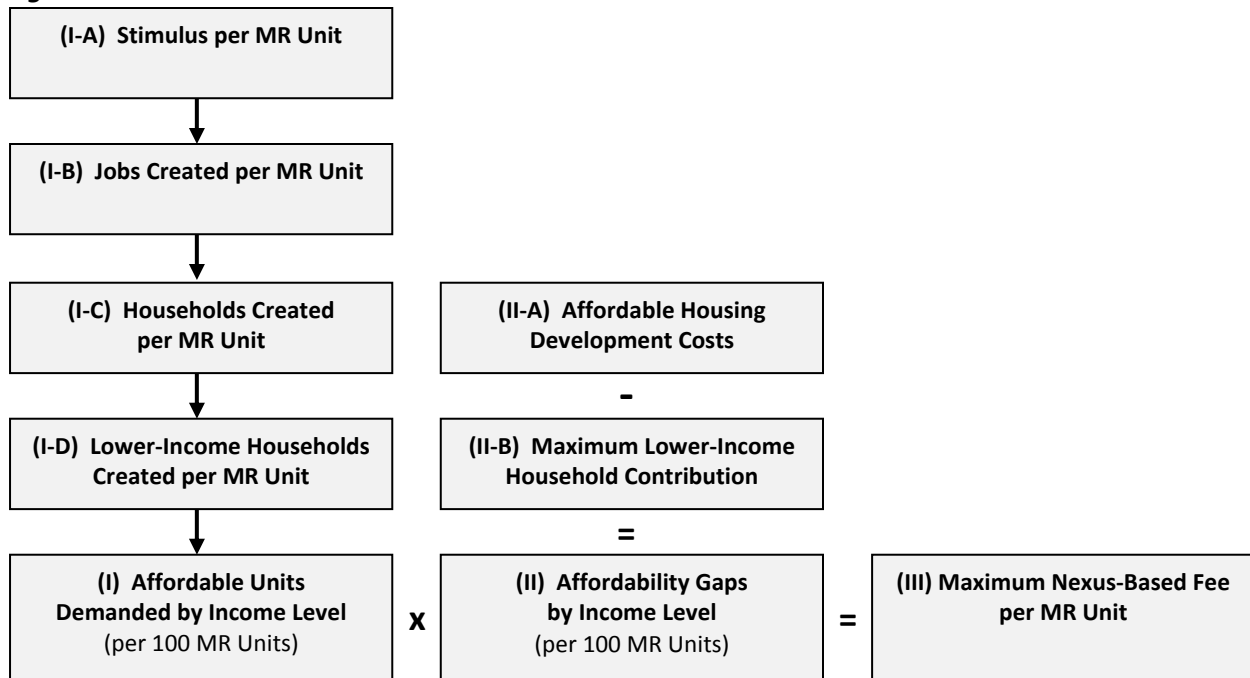 (I-A) Stimulus per MR Unit
(I-B) Jobs Created per MR Unit
(I-C) Households Created
per MR Unit
(II-A) Affordable Housing
Development Costs
-
(I-D) Lower-Income Households
Created per MR Unit
(II-B) Maximum Lower-Income
Household Contribution
=
(I) Affordable Units
Demanded by Income Level
(per 100 MR Units)
x
(II) Affordability Gaps
by Income Level
(per 100 MR Units)
=
(III) Maximum Nexus-Based Fee
per MR Unit